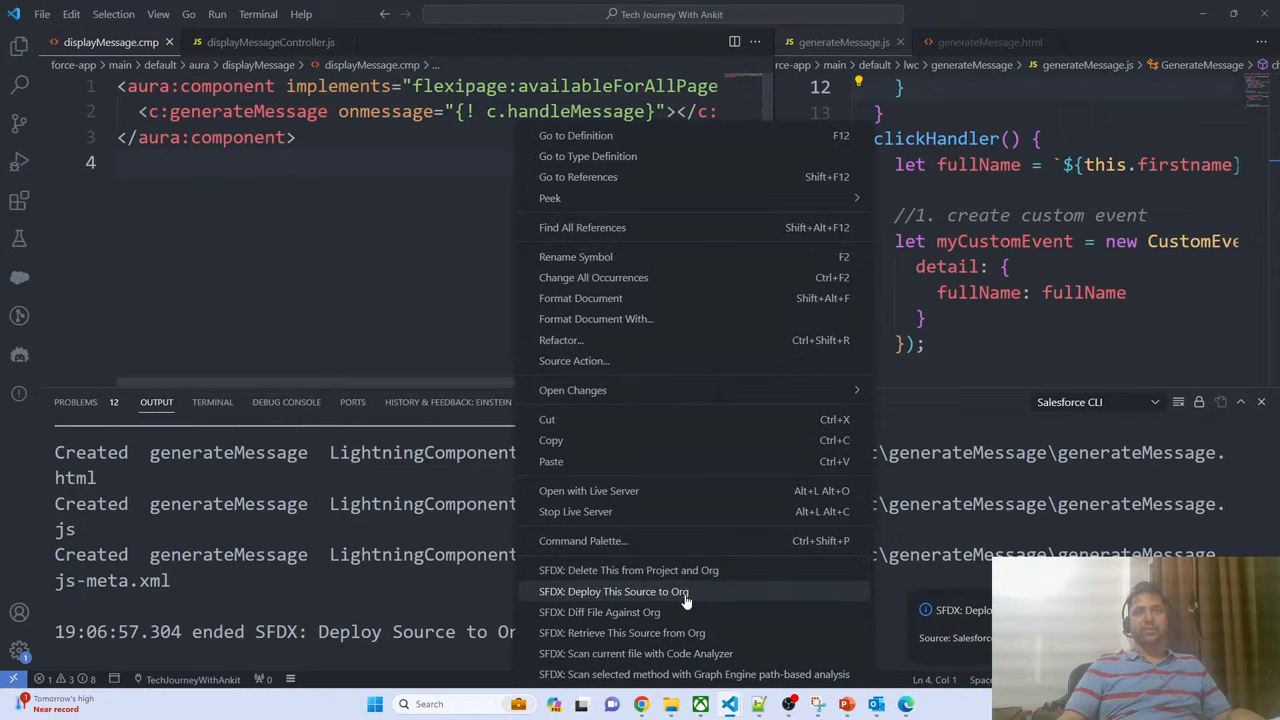 File Edit Selection View Go Run Terminal Help
Tech Journey With Ankit
displayMessage.cmp
displayMessageController.js
generateMessage.js
generateMessage.html
force-app > main > default > aura > displayMessage > displayMessage.cmp > ...
rce-app > main > default > lwc > generateMessage > generateMessage.js > GenerateMessage >
1 <aura:component implements="flexipage:availableForAllPage
2 <c:generateMessage onmessage="{! c.handleMessage}"></c:
3 </aura:component>
4
12 }
13 }
clickHandler() {
let fullName = `${this.firstname}
//1. create custom event
let myCustomEvent = new CustomEve
detail: {
fullName: fullName
}
});
Go to Definition F12
Go to Type Definition
Go to References Shift+F12
Peek
Find All References Shift+Alt+F12
Rename Symbol F2
Change All Occurrences Ctrl+F2
Format Document Shift+Alt+F
Format Document With...
Refactor... Ctrl+Shift+R
Source Action...
Open Changes
Cut Ctrl+X
Copy Ctrl+C
Paste Ctrl+V
Open with Live Server Alt+L Alt+O
Stop Live Server Alt+L Alt+C
Command Palette... Ctrl+Shift+P
SFDX: Delete This from Project and Org
SFDX: Deploy This Source to Org
SFDX: Diff File Against Org
SFDX: Retrieve This Source from Org
SFDX: Scan current file with Code Analyzer
SFDX: Scan selected method with Graph Engine path-based analysis
PROBLEMS 12 OUTPUT TERMINAL DEBUG CONSOLE PORTS HISTORY & FEEDBACK: EINSTEIN
Salesforce CLI
Created generateMessage LightningComponent
c\generateMessage\generateMessage.
html
Created generateMessage LightningComponent
c\generateMessage\generateMessage.
js
Created generateMessage LightningComponent
c\generateMessage\generateMessage.
js-meta.xml
19:06:57.304 ended SFDX: Deploy Source to Or
SFDX: Deplo
Source: Salesforc
1 3 8 TechJourneyWithAnkit 0
Ln 4, Col 1
1
Tomorrow's high
Near record
Search